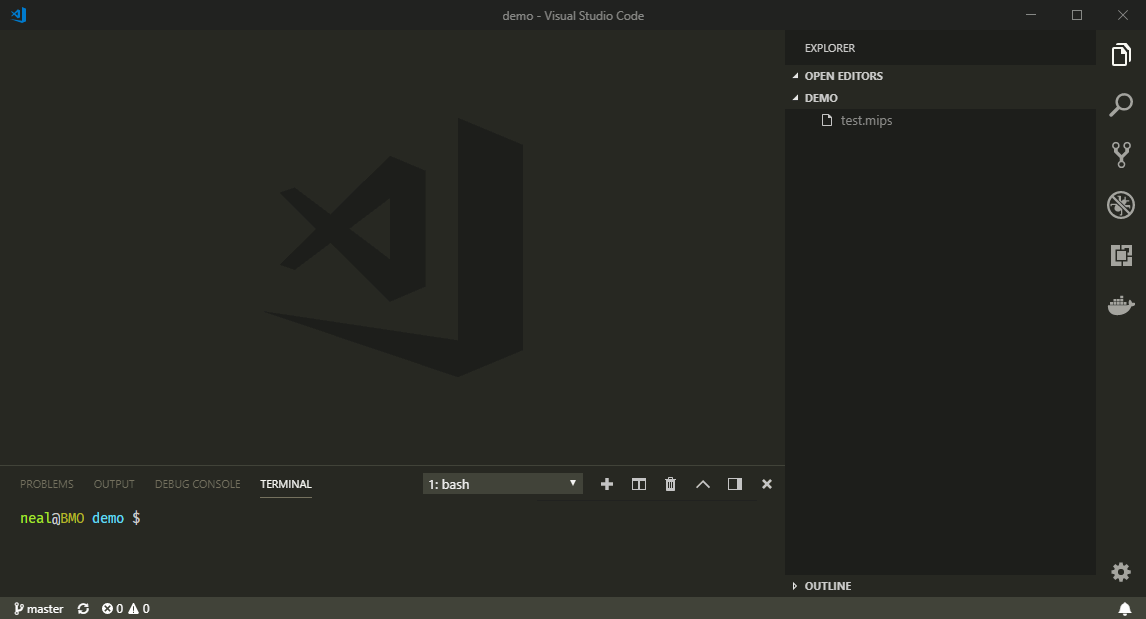 demo - Visual Studio Code
EXPLORER
OPEN EDITORS
DEMO
test.mips
PROBLEMS OUTPUT DEBUG CONSOLE TERMINAL 1: bash
neal@BMO demo $
OUTLINE
master 0 0